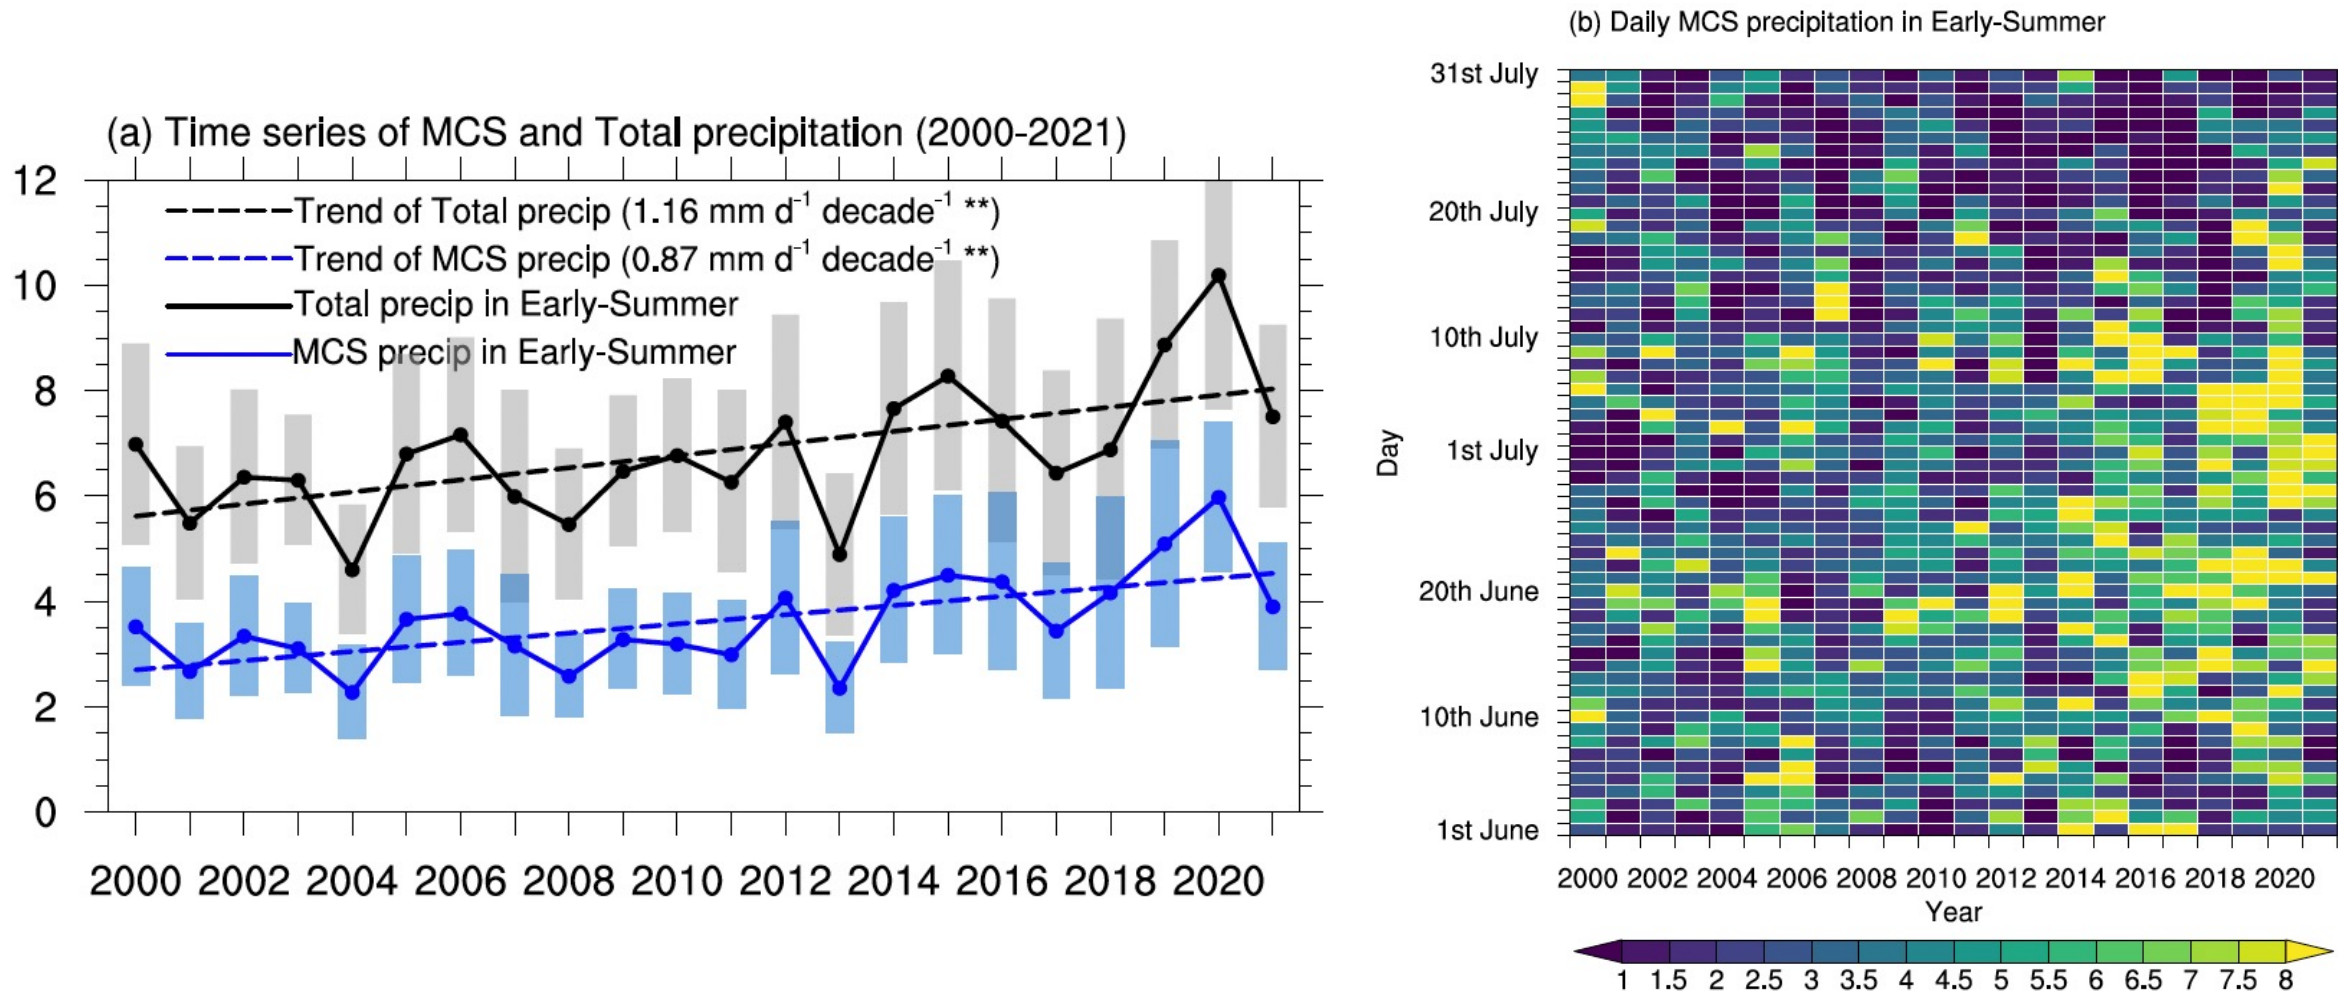 (a) Time series of MCS and Total precipitation (2000-2021)
12
10
8
6
4
2
0
Trend of Total precip (1.16 mm d⁻¹ decade⁻¹ **)
Trend of MCS precip (0.87 mm d⁻¹ decade⁻¹ **)
Total precip in Early-Summer
MCS precip in Early-Summer
2000 2002 2004 2006 2008 2010 2012 2014 2016 2018 2020
(b) Daily MCS precipitation in Early-Summer
Day
31st July
20th July
10th July
1st July
20th June
10th June
1st June
2000 2002 2004 2006 2008 2010 2012 2014 2016 2018 2020
Year
1 1.5 2 2.5 3 3.5 4 4.5 5 5.5 6 6.5 7 7.5 8